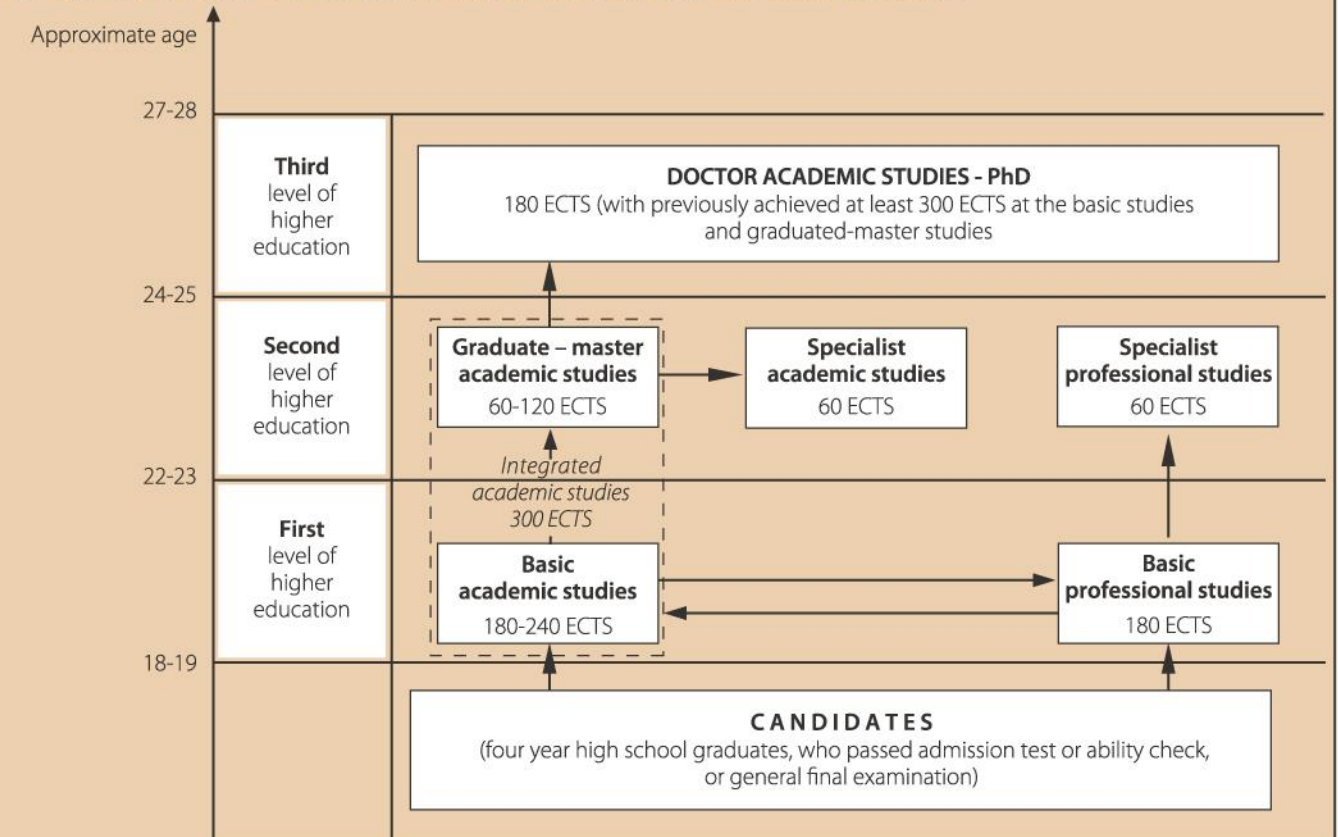 Approximate age
27-28
Third
level of
higher
education
DOCTOR ACADEMIC STUDIES - PhD
180 ECTS (with previously achieved at least 300 ECTS at the basic studies
and graduated-master studies
24-25
Second
level of
higher
education
Graduate – master
academic studies
60-120 ECTS
Specialist
academic studies
60 ECTS
Specialist
professional studies
60 ECTS
Integrated
academic studies
300 ECTS
22-23
First
level of
higher
education
Basic
academic studies
180-240 ECTS
Basic
professional studies
180 ECTS
18-19
CANDIDATES
(four year high school graduates, who passed admission test or ability check,
or general final examination)